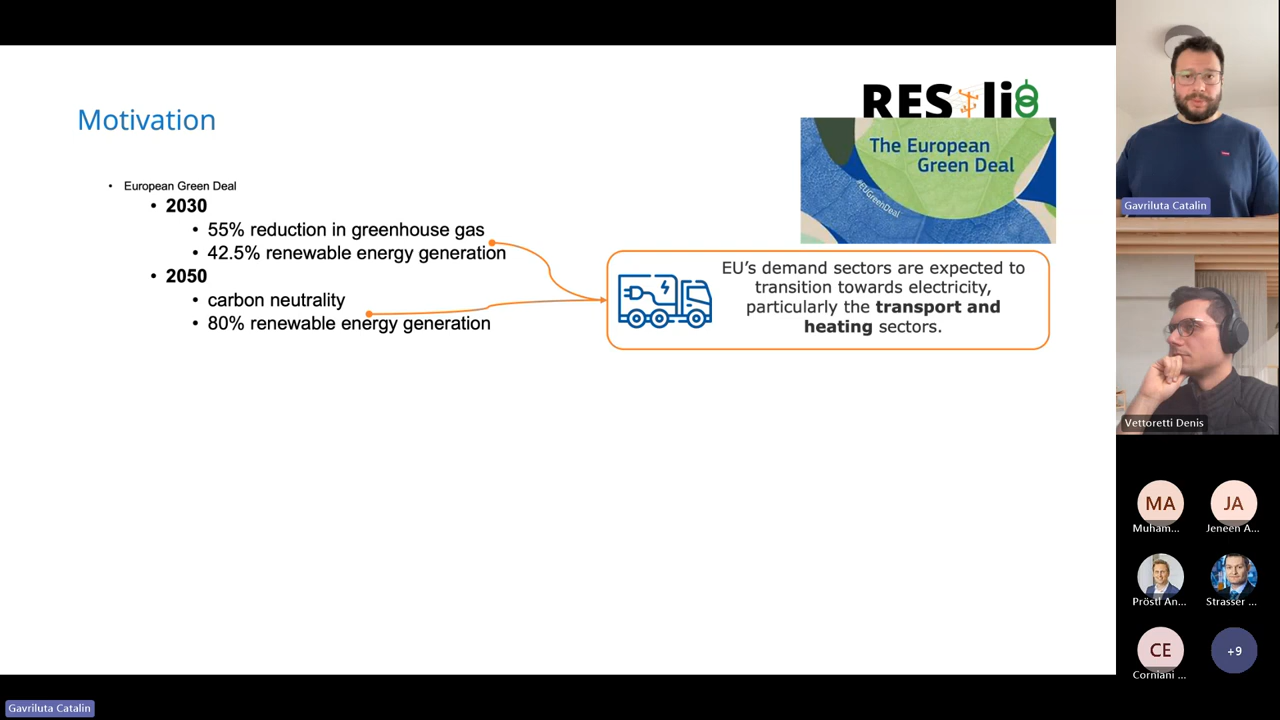 Motivation
RES li8
The European
Green Deal
#EUGreenDeal
• European Green Deal
• 2030
• 55% reduction in greenhouse gas
• 42.5% renewable energy generation
• 2050
• carbon neutrality
• 80% renewable energy generation
EU’s demand sectors are expected to
transition towards electricity,
particularly the transport and
heating sectors.
Gavriluta Catalin
Vettoretti Denis
MA
Muham...
JA
Jeneen A...
Pröstl An...
Strasser ...
CE
Corniani ...
+9
Gavriluta Catalin